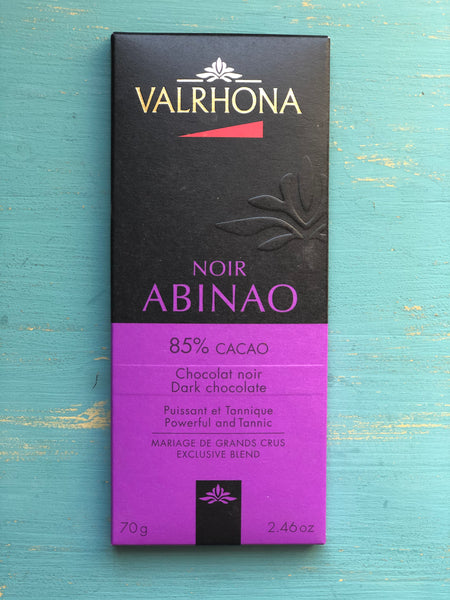 VALRHONA
NOIR
ABINAO
85% CACAO
Chocolat noir
Dark chocolate
Puissant et Tannique
Powerful and Tannic
MARIAGE DE GRANDS CRUS
EXCLUSIVE BLEND
70g 2.46oz